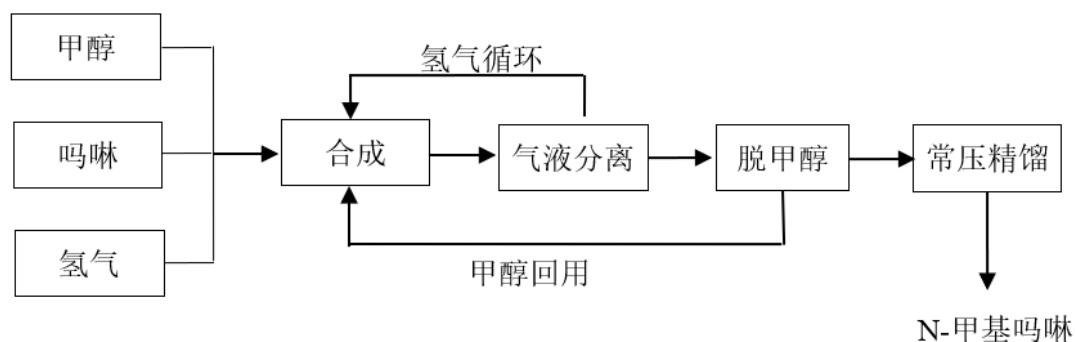 甲醇
吗啉
氢气
氢气循环
合成
气液分离
脱甲醇
常压精馏
甲醇回用
N-甲基吗啉